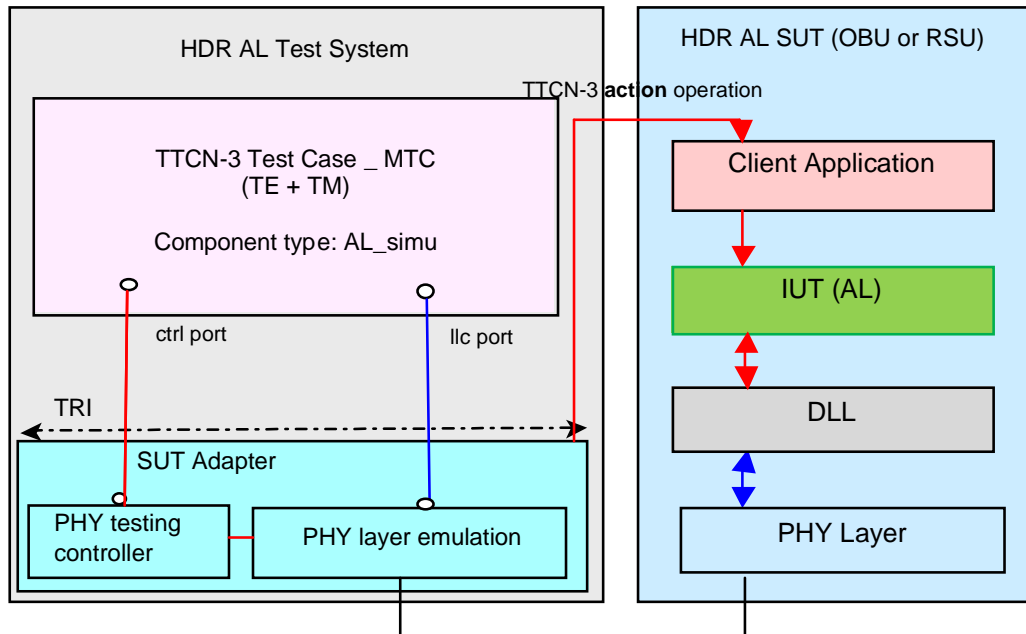 HDR AL Test System
TTCN-3 Test Case _ MTC
(TE + TM)
Component type: AL_simu
ctrl port
llc port
TRI
SUT Adapter
PHY testing
controller
PHY layer emulation
TTCN-3 action operation
HDR AL SUT (OBU or RSU)
Client Application
IUT (AL)
DLL
PHY Layer